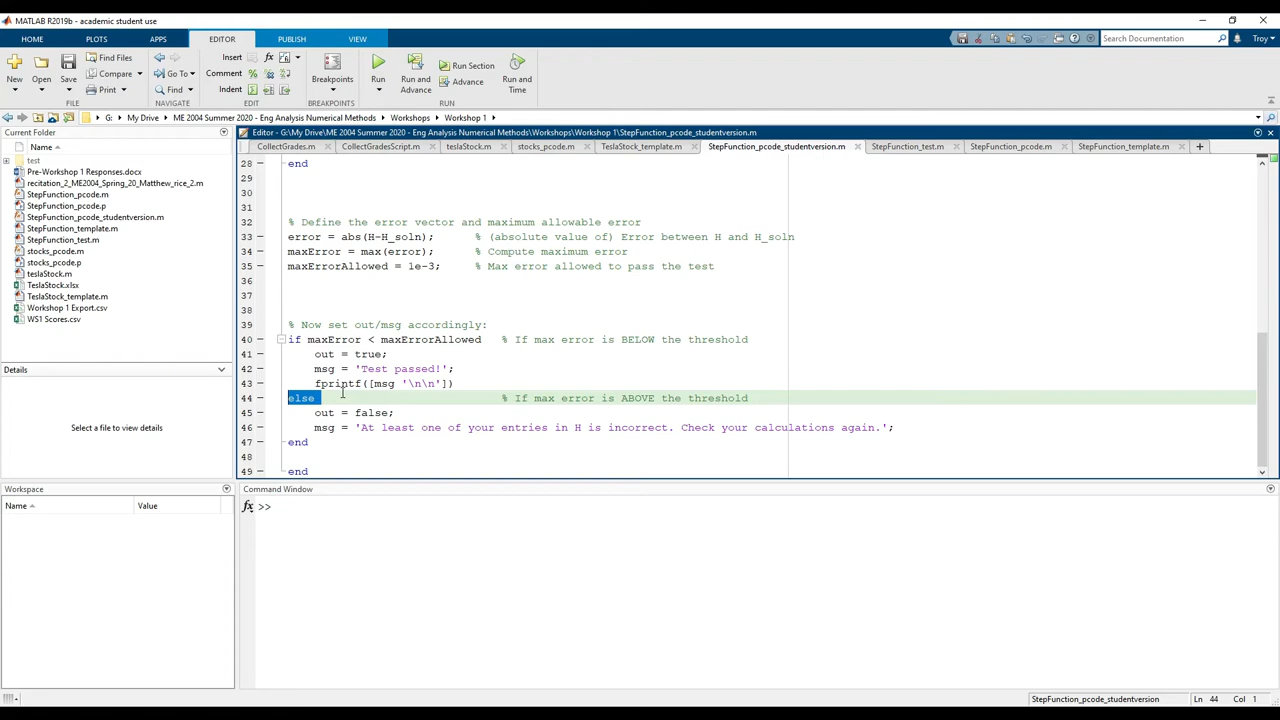 MATLAB R2019b - academic student use
HOME PLOTS APPS EDITOR PUBLISH VIEW
Search Documentation Troy
New Open Save Find Files Compare Print
Go To Find
Insert Comment Indent
Breakpoints
Run Run and Advance Run Section Advance Run and Time
FILE NAVIGATE EDIT BREAKPOINTS RUN
G: ▸ My Drive ▸ ME 2004 Summer 2020 - Eng Analysis Numerical Methods ▸ Workshops ▸ Workshop 1 ▸
Current Folder
Name
test
Pre-Workshop 1 Responses.docx
recitation_2_ME2004_Spring_20_Matthew_rice_2.m
StepFunction_pcode.m
StepFunction_pcode.p
StepFunction_pcode_studentversion.m
StepFunction_template.m
StepFunction_test.m
stocks_pcode.m
stocks_pcode.p
teslaStock.m
TeslaStock.xlsx
TeslaStock_template.m
Workshop 1 Export.csv
WS1 Scores.csv
Details
Select a file to view details
Workspace
Name Value
Editor - G:\My Drive\ME 2004 Summer 2020 - Eng Analysis Numerical Methods\Workshops\Workshop 1\StepFunction_pcode_studentversion.m
CollectGrades.m CollectGradesScript.m teslaStock.m stocks_pcode.m TeslaStock_template.m StepFunction_pcode_studentversion.m StepFunction_test.m StepFunction_pcode.m StepFunction_template.m
28 end
29
30
31
32 % Define the error vector and maximum allowable error
33 error = abs(H-H_soln); % (absolute value of) Error between H and H_soln
34 maxError = max(error); % Compute maximum error
35 maxErrorAllowed = 1e-3; % Max error allowed to pass the test
36
37
38
39 % Now set out/msg accordingly:
40 if maxError < maxErrorAllowed % If max error is BELOW the threshold
41 out = true;
42 msg = 'Test passed!';
43 fprintf([msg '\n\n'])
44 else % If max error is ABOVE the threshold
45 out = false;
46 msg = 'At least one of your entries in H is incorrect. Check your calculations again.';
47 end
48
49 end
Command Window
fx >>
StepFunction_pcode_studentversion Ln 44 Col 1